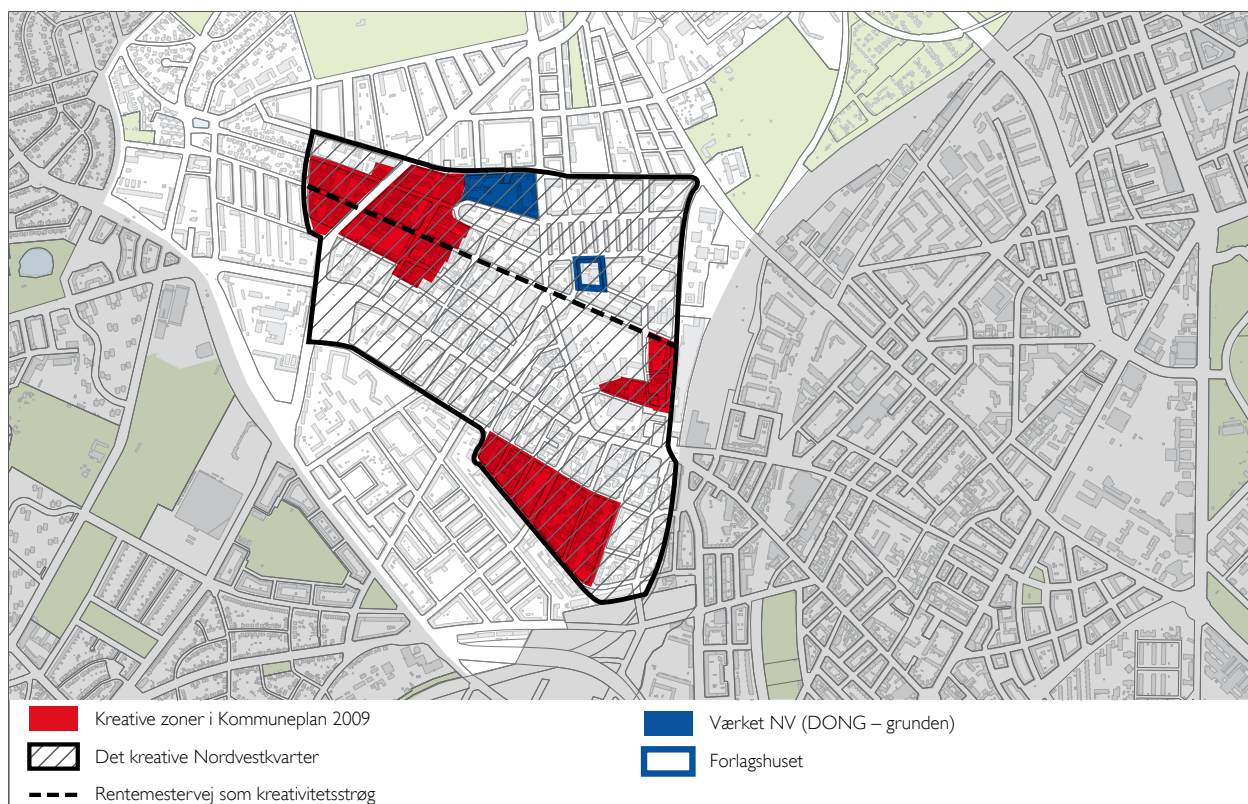 Kreative zoner i Kommuneplan 2009
Det kreative Nordvestkvarter
Rentemestervej som kreativitetsstrøg
Værket NV (DONG – grunden)
Forlagshuset